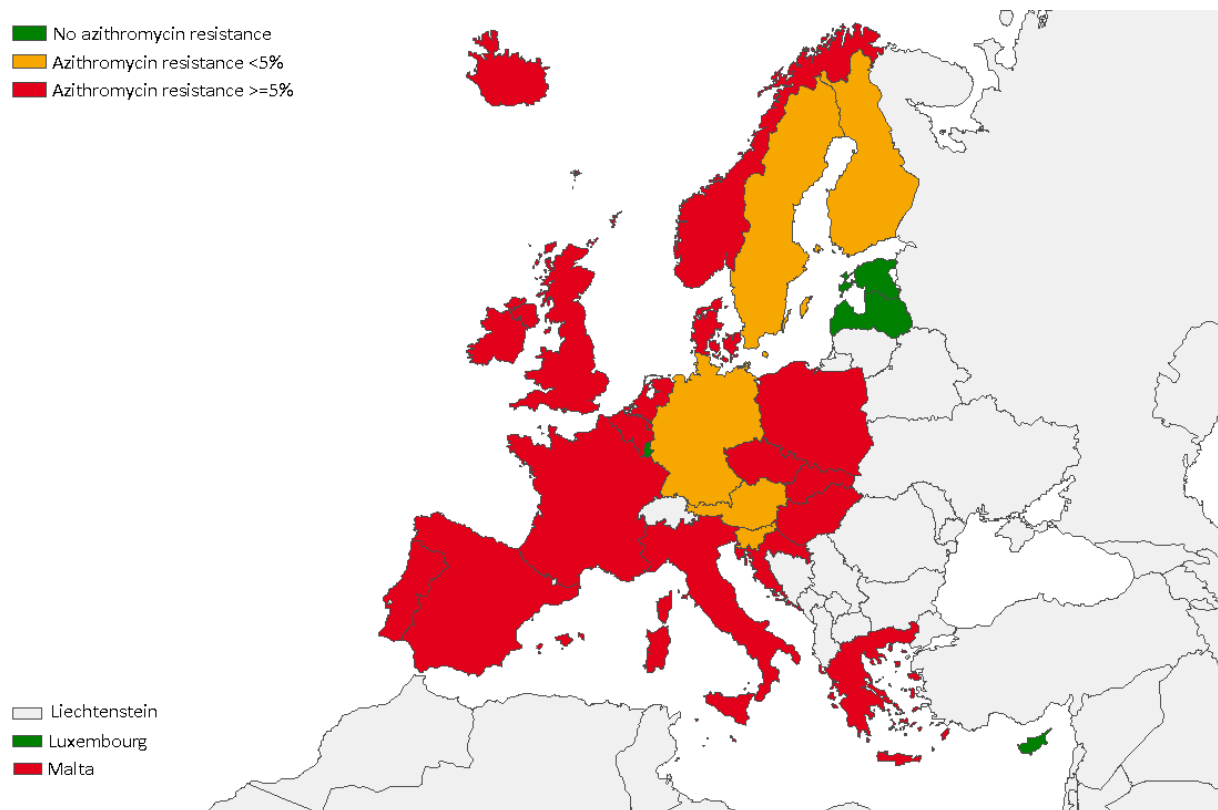 No azithromycin resistance
Azithromycin resistance <5%
Azithromycin resistance >=5%
Liechtenstein
Luxembourg
Malta